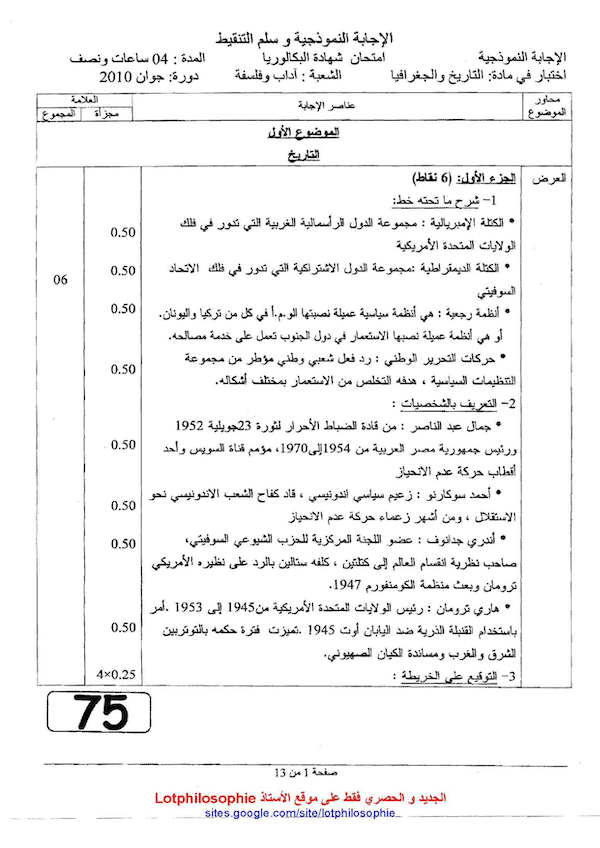 الإجابة النموذجية و سلم التنقيط
الإجابة النموذجية امتحان شهادة البكالوريا المدة : 04 ساعات ونصف
اختبار في مادة: التاريخ والجغرافيا الشعبة : آداب وفلسفة دورة: جوان 2010
محاور الموضوع عناصر الإجابة العلامة
مجزأة المجموع
الموضوع الأول
التاريخ
العرض الجزء الأول: (6 نقاط)
1- شرح ما تحته خط:
• الكتلة الإمبريالية : مجموعة الدول الرأسمالية الغربية التي تدور في فلك 0.50
الولايات المتحدة الأمريكية
• الكتلة الديمقراطية :مجموعة الدول الاشتراكية التي تدور في فلك الاتحاد 0.50 06
السوفيتي
• أنظمة رجعية : هي أنظمة سياسية عميلة نصبتها الو.م.أ في كل من تركيا واليونان. 0.50
أو هي أنظمة عميلة نصبها الاستعمار في دول الجنوب تعمل على خدمة مصالحه.
• حركات التحرير الوطني : رد فعل شعبي وطني مؤطر من مجموعة 0.50
التنظيمات السياسية ، هدفه التخلص من الاستعمار بمختلف أشكاله.
2- التعريف بالشخصيات :
• جمال عبد الناصر : من قادة الضباط الأحرار لثورة 23جويلية 1952
ورئيس جمهورية مصر العربية من 1954إلى1970، مؤمم قناة السويس وأحد 0.50
أقطاب حركة عدم الانحياز
• أحمد سوكارنو : زعيم سياسي اندونيسي ، قاد كفاح الشعب الاندونيسي نحو 0.50
الاستقلال ، ومن أشهر زعماء حركة عدم الانحياز
• أندري جدانوف : عضو اللجنة المركزية للحزب الشيوعي السوفيتي، 0.50
صاحب نظرية انقسام العالم إلى كتلتين ، كلفه ستالين بالرد على نظيره الأمريكي
ترومان وبعث منظمة الكومنفورم 1947.
• هاري ترومان : رئيس الولايات المتحدة الأمريكية من1945 إلى 1953 .أمر
باستخدام القنبلة الذرية ضد اليابان أوت 1945 .تميزت فترة حكمه بالتوتربين 0.50
الشرق والغرب ومساندة الكيان الصهيوني.
3- التوقيع على الخريطة : 4×0.25
75
صفحة 1 من 13
الجديد و الحصري فقط على موقع الأستاذ Lotphilosophie
sites.google.com/site/lotphilosophie